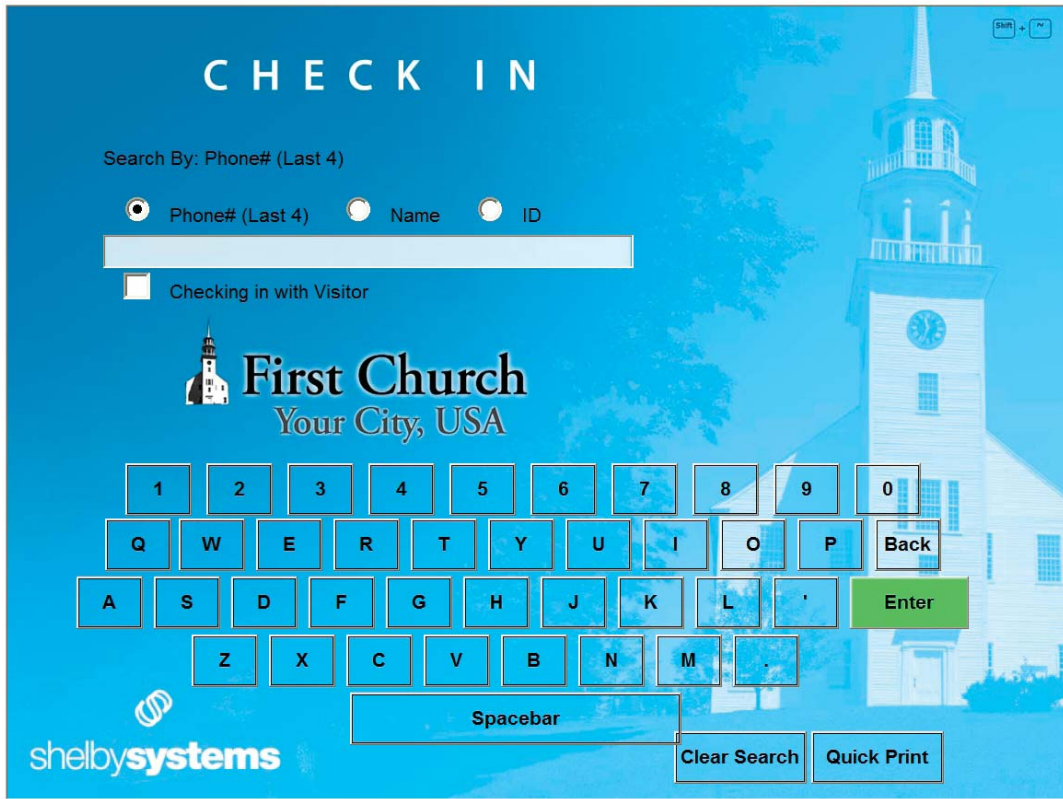 Shift + ~
CHECK IN
Search By: Phone# (Last 4)
Phone# (Last 4) Name ID
Checking in with Visitor
First Church
Your City, USA
1 2 3 4 5 6 7 8 9 0
Q W E R T Y U I O P Back
A S D F G H J K L ' Enter
Z X C V B N M .
Spacebar
shelbysystems
Clear Search Quick Print